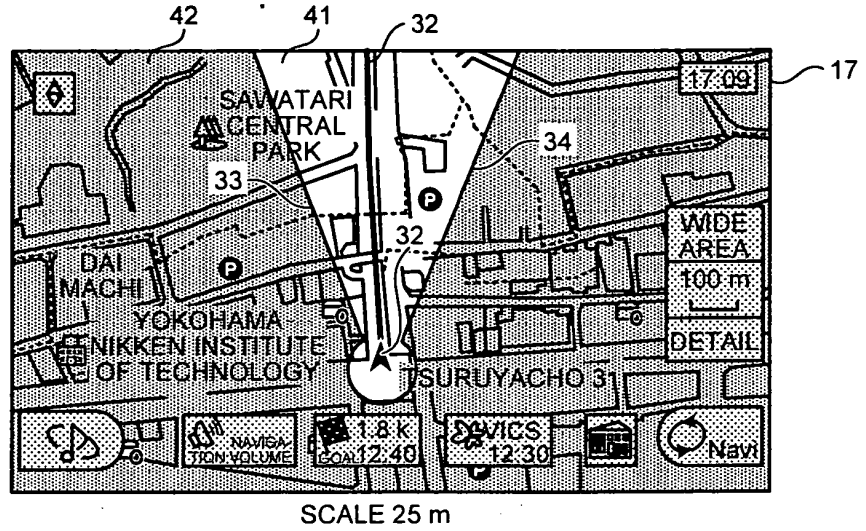 42
41
32
17
17 09
SAWATARI
CENTRAL
PARK
34
33
P
32
WIDE
AREA
DAI
MACHI
P
100 m
YOKOHAMA
NIKKEN INSTITUTE
OF TECHNOLOGY
DETAIL
TSURUYACHO 3
NAVIGA-
TION VOLUME
1.8 k
GOAL 12:40
VICS
12:30
Navi
P
SCALE 25 m